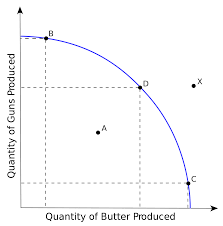 B
D
X
A
C
Quantity of Guns Produced
Quantity of Butter Produced